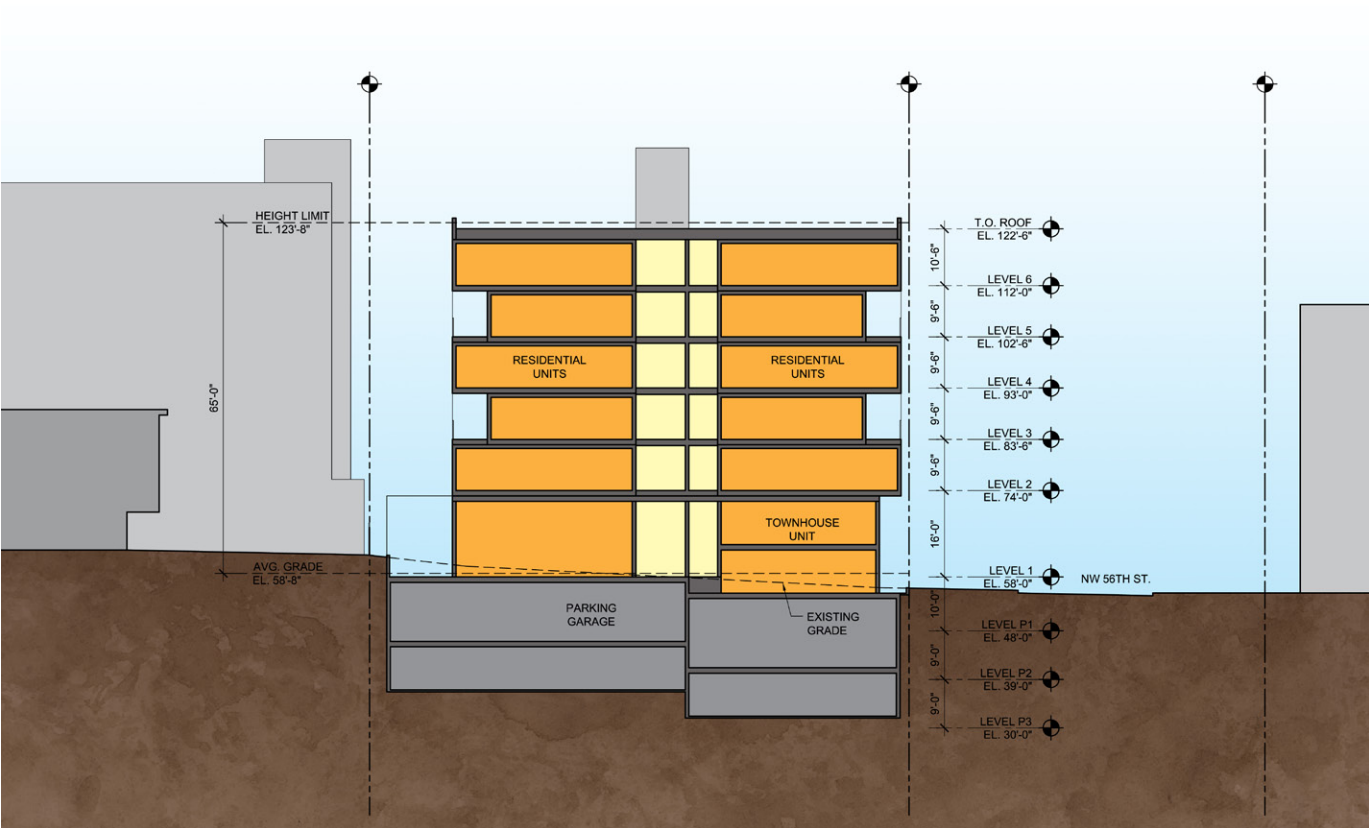 HEIGHT LIMIT
EL. 123'-8"
65'-0"
AVG. GRADE
EL. 58'-8"
RESIDENTIAL
UNITS
RESIDENTIAL
UNITS
TOWNHOUSE
UNIT
PARKING
GARAGE
EXISTING
GRADE
T.O. ROOF
EL. 122'-6"
10'-6"
LEVEL 6
EL. 112'-0"
9'-6"
LEVEL 5
EL. 102'-6"
9'-6"
LEVEL 4
EL. 93'-0"
9'-6"
LEVEL 3
EL. 83'-6"
9'-6"
LEVEL 2
EL. 74'-0"
16'-0"
LEVEL 1
EL. 58'-0"
NW 56TH ST.
10'-0"
LEVEL P1
EL. 48'-0"
9'-0"
LEVEL P2
EL. 39'-0"
9'-0"
LEVEL P3
EL. 30'-0"